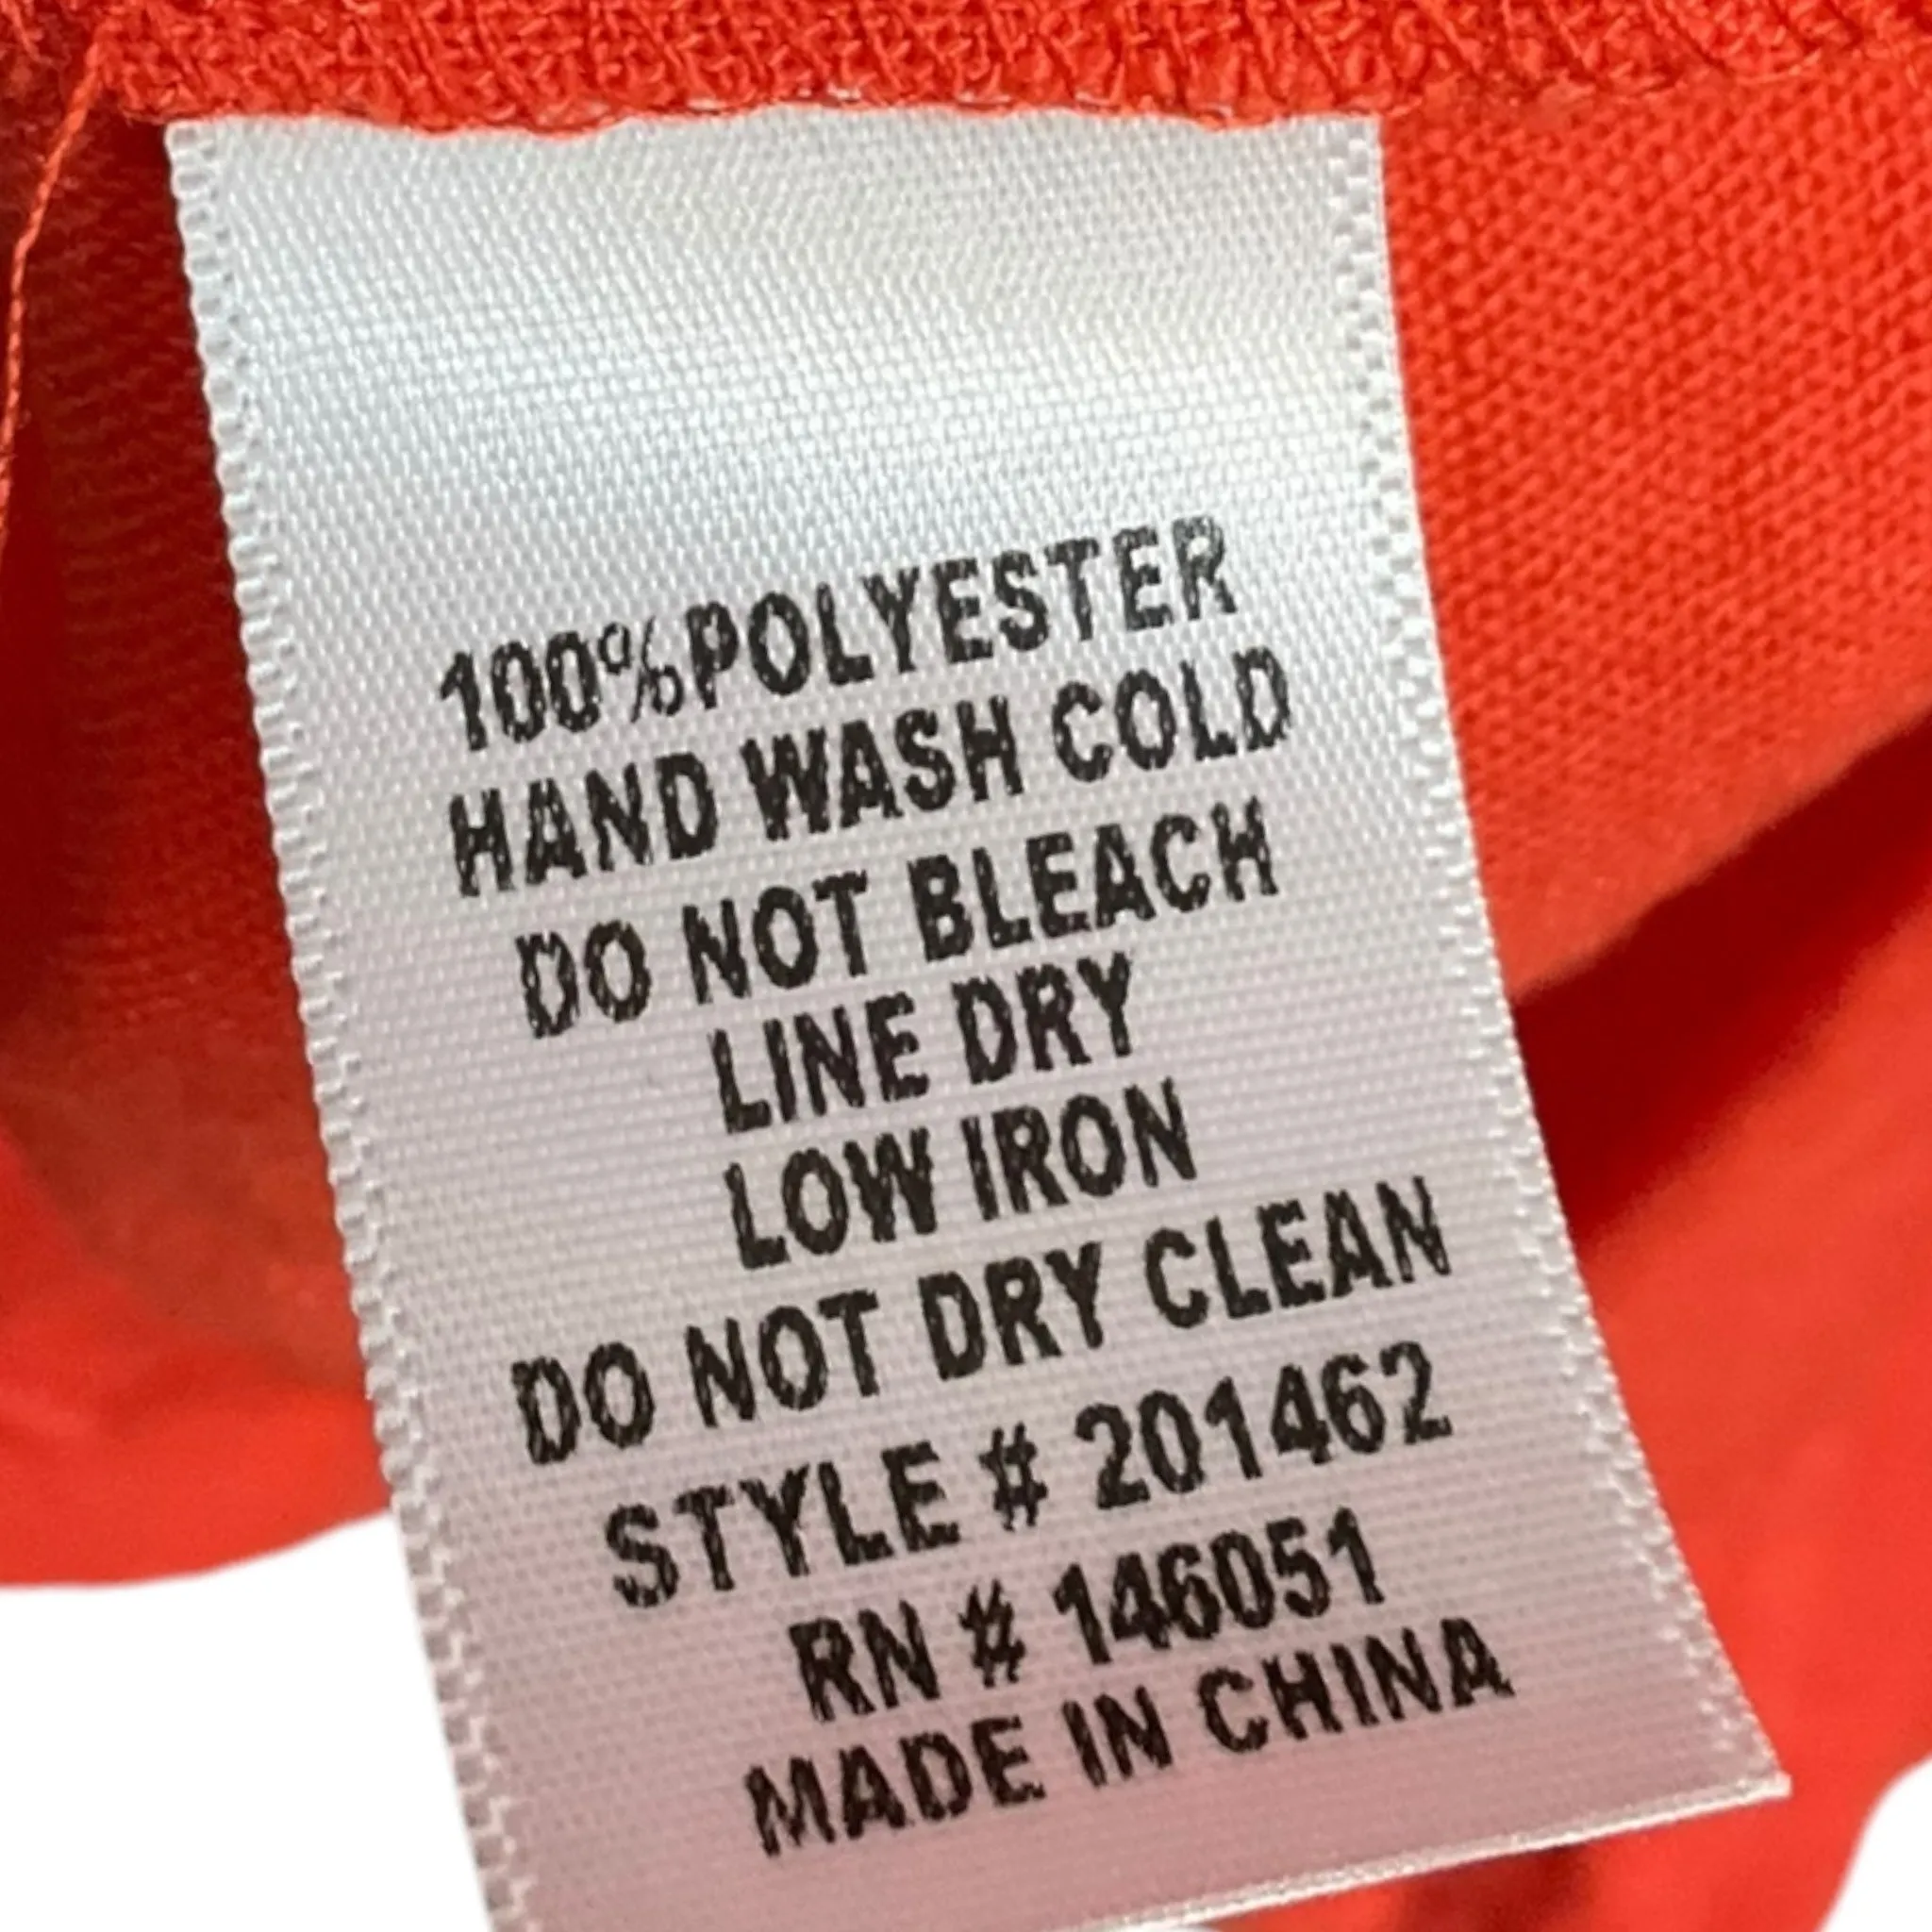 100%POLYESTER
HAND WASH COLD
DO NOT BLEACH
LINE DRY
LOW IRON
DO NOT DRY CLEAN
STYLE # 201462
RN # 146051
MADE IN CHINA